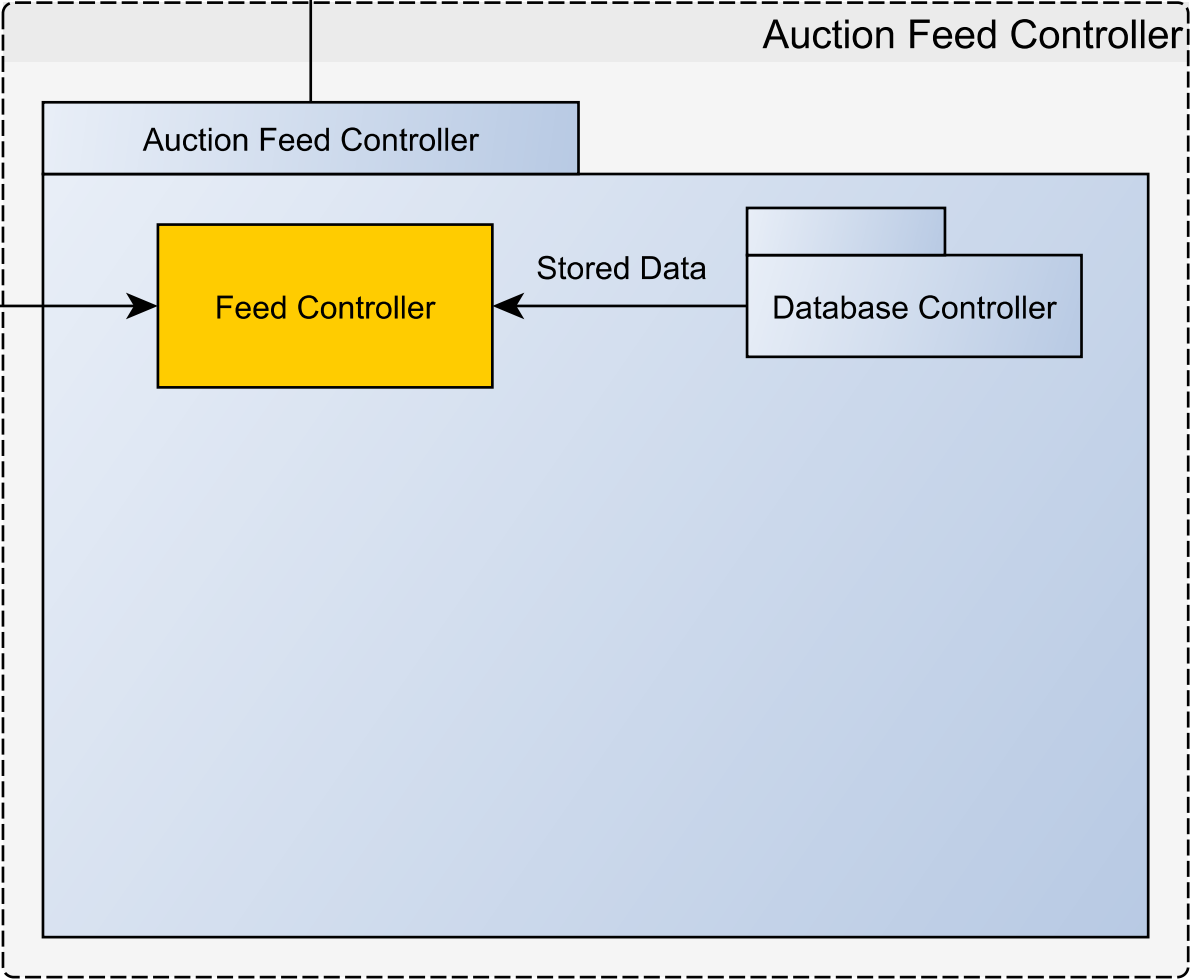 Auction Feed Controller
Auction Feed Controller
Stored Data
Feed Controller
Database Controller